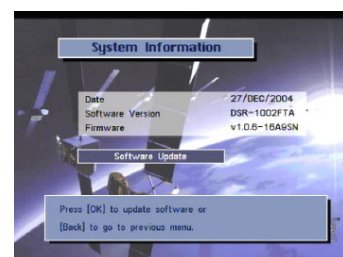 System Information
Date 27/DEC/2004
Software Version DSR-1002FTA
Firmware v1.0.6-16A9SN
Software Update
Press [OK] to update software or
[Back] to go to previous menu.